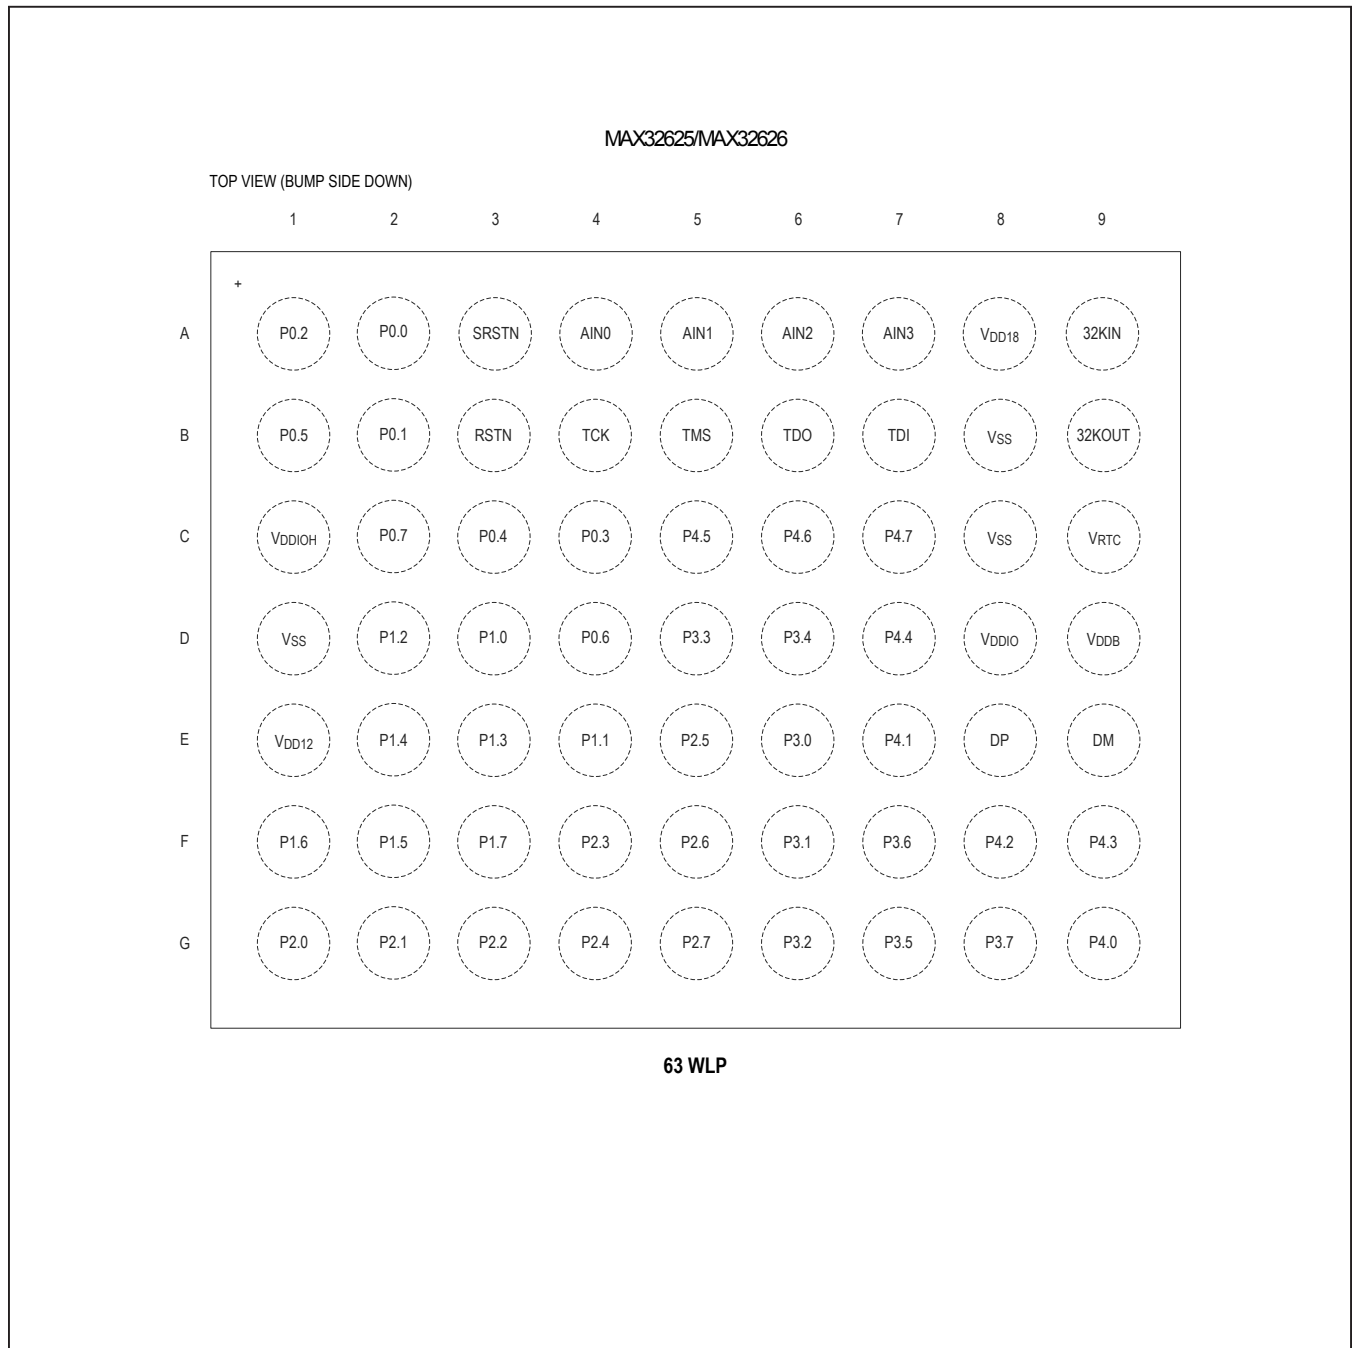 MAX32625/MAX32626
TOP VIEW (BUMP SIDE DOWN)
1 2 3 4 5 6 7 8 9
+
A P0.2 P0.0 SRSTN AIN0 AIN1 AIN2 AIN3 VDD18 32KIN
B P0.5 P0.1 RSTN TCK TMS TDO TDI VSS 32KOUT
C VDDIOH P0.7 P0.4 P0.3 P4.5 P4.6 P4.7 VSS VRTC
D VSS P1.2 P1.0 P0.6 P3.3 P3.4 P4.4 VDDIO VDDB
E VDD12 P1.4 P1.3 P1.1 P2.5 P3.0 P4.1 DP DM
F P1.6 P1.5 P1.7 P2.3 P2.6 P3.1 P3.6 P4.2 P4.3
G P2.0 P2.1 P2.2 P2.4 P2.7 P3.2 P3.5 P3.7 P4.0
63 WLP